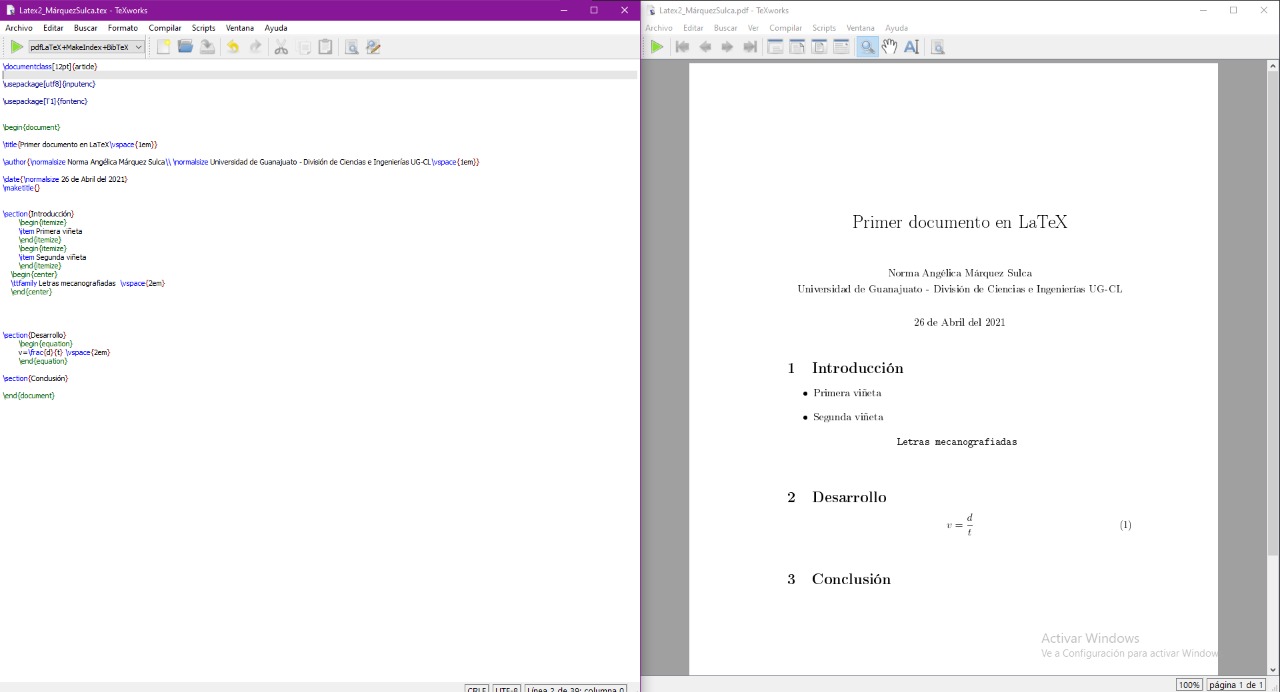 Latex2_MárquezSulca.tex - TeXworks
Archivo Editar Buscar Formato Compilar Scripts Ventana Ayuda
pdfLaTeX+MakeIndex+BibTeX
\documentclass[12pt]{article}
\usepackage[utf8]{inputenc}
\usepackage[T1]{fontenc}
\begin{document}
\title{Primer documento en LaTeX\vspace{1em}}
\author{\normalsize Norma Angélica Márquez Sulca\\ \normalsize Universidad de Guanajuato - División de Ciencias e Ingenierías UG-CL\vspace{1em}}
\date{\normalsize 26 de Abril del 2021}
\maketitle{}
\section{Introducción}
\begin{itemize}
\item Primera viñeta
\end{itemize}
\begin{itemize}
\item Segunda viñeta
\end{itemize}
\begin{center}
\ttfamily Letras mecanografiadas \vspace{2em}
\end{center}
\section{Desarrollo}
\begin{equation}
v=\frac{d}{t} \vspace{2em}
\end{equation}
\section{Conclusión}
\end{document}
CRLF UTF-8 Línea 2 de 39; columna 0
Latex2_MárquezSulca.pdf - TeXworks
Archivo Editar Buscar Ver Compilar Scripts Ventana Ayuda
Primer documento en LaTeX
Norma Angélica Márquez Sulca
Universidad de Guanajuato - División de Ciencias e Ingenierías UG-CL
26 de Abril del 2021
1 Introducción
• Primera viñeta
• Segunda viñeta
Letras mecanografiadas
2 Desarrollo
v = d/t (1)
3 Conclusión
Activar Windows
Ve a Configuración para activar Window
100% página 1 de 1